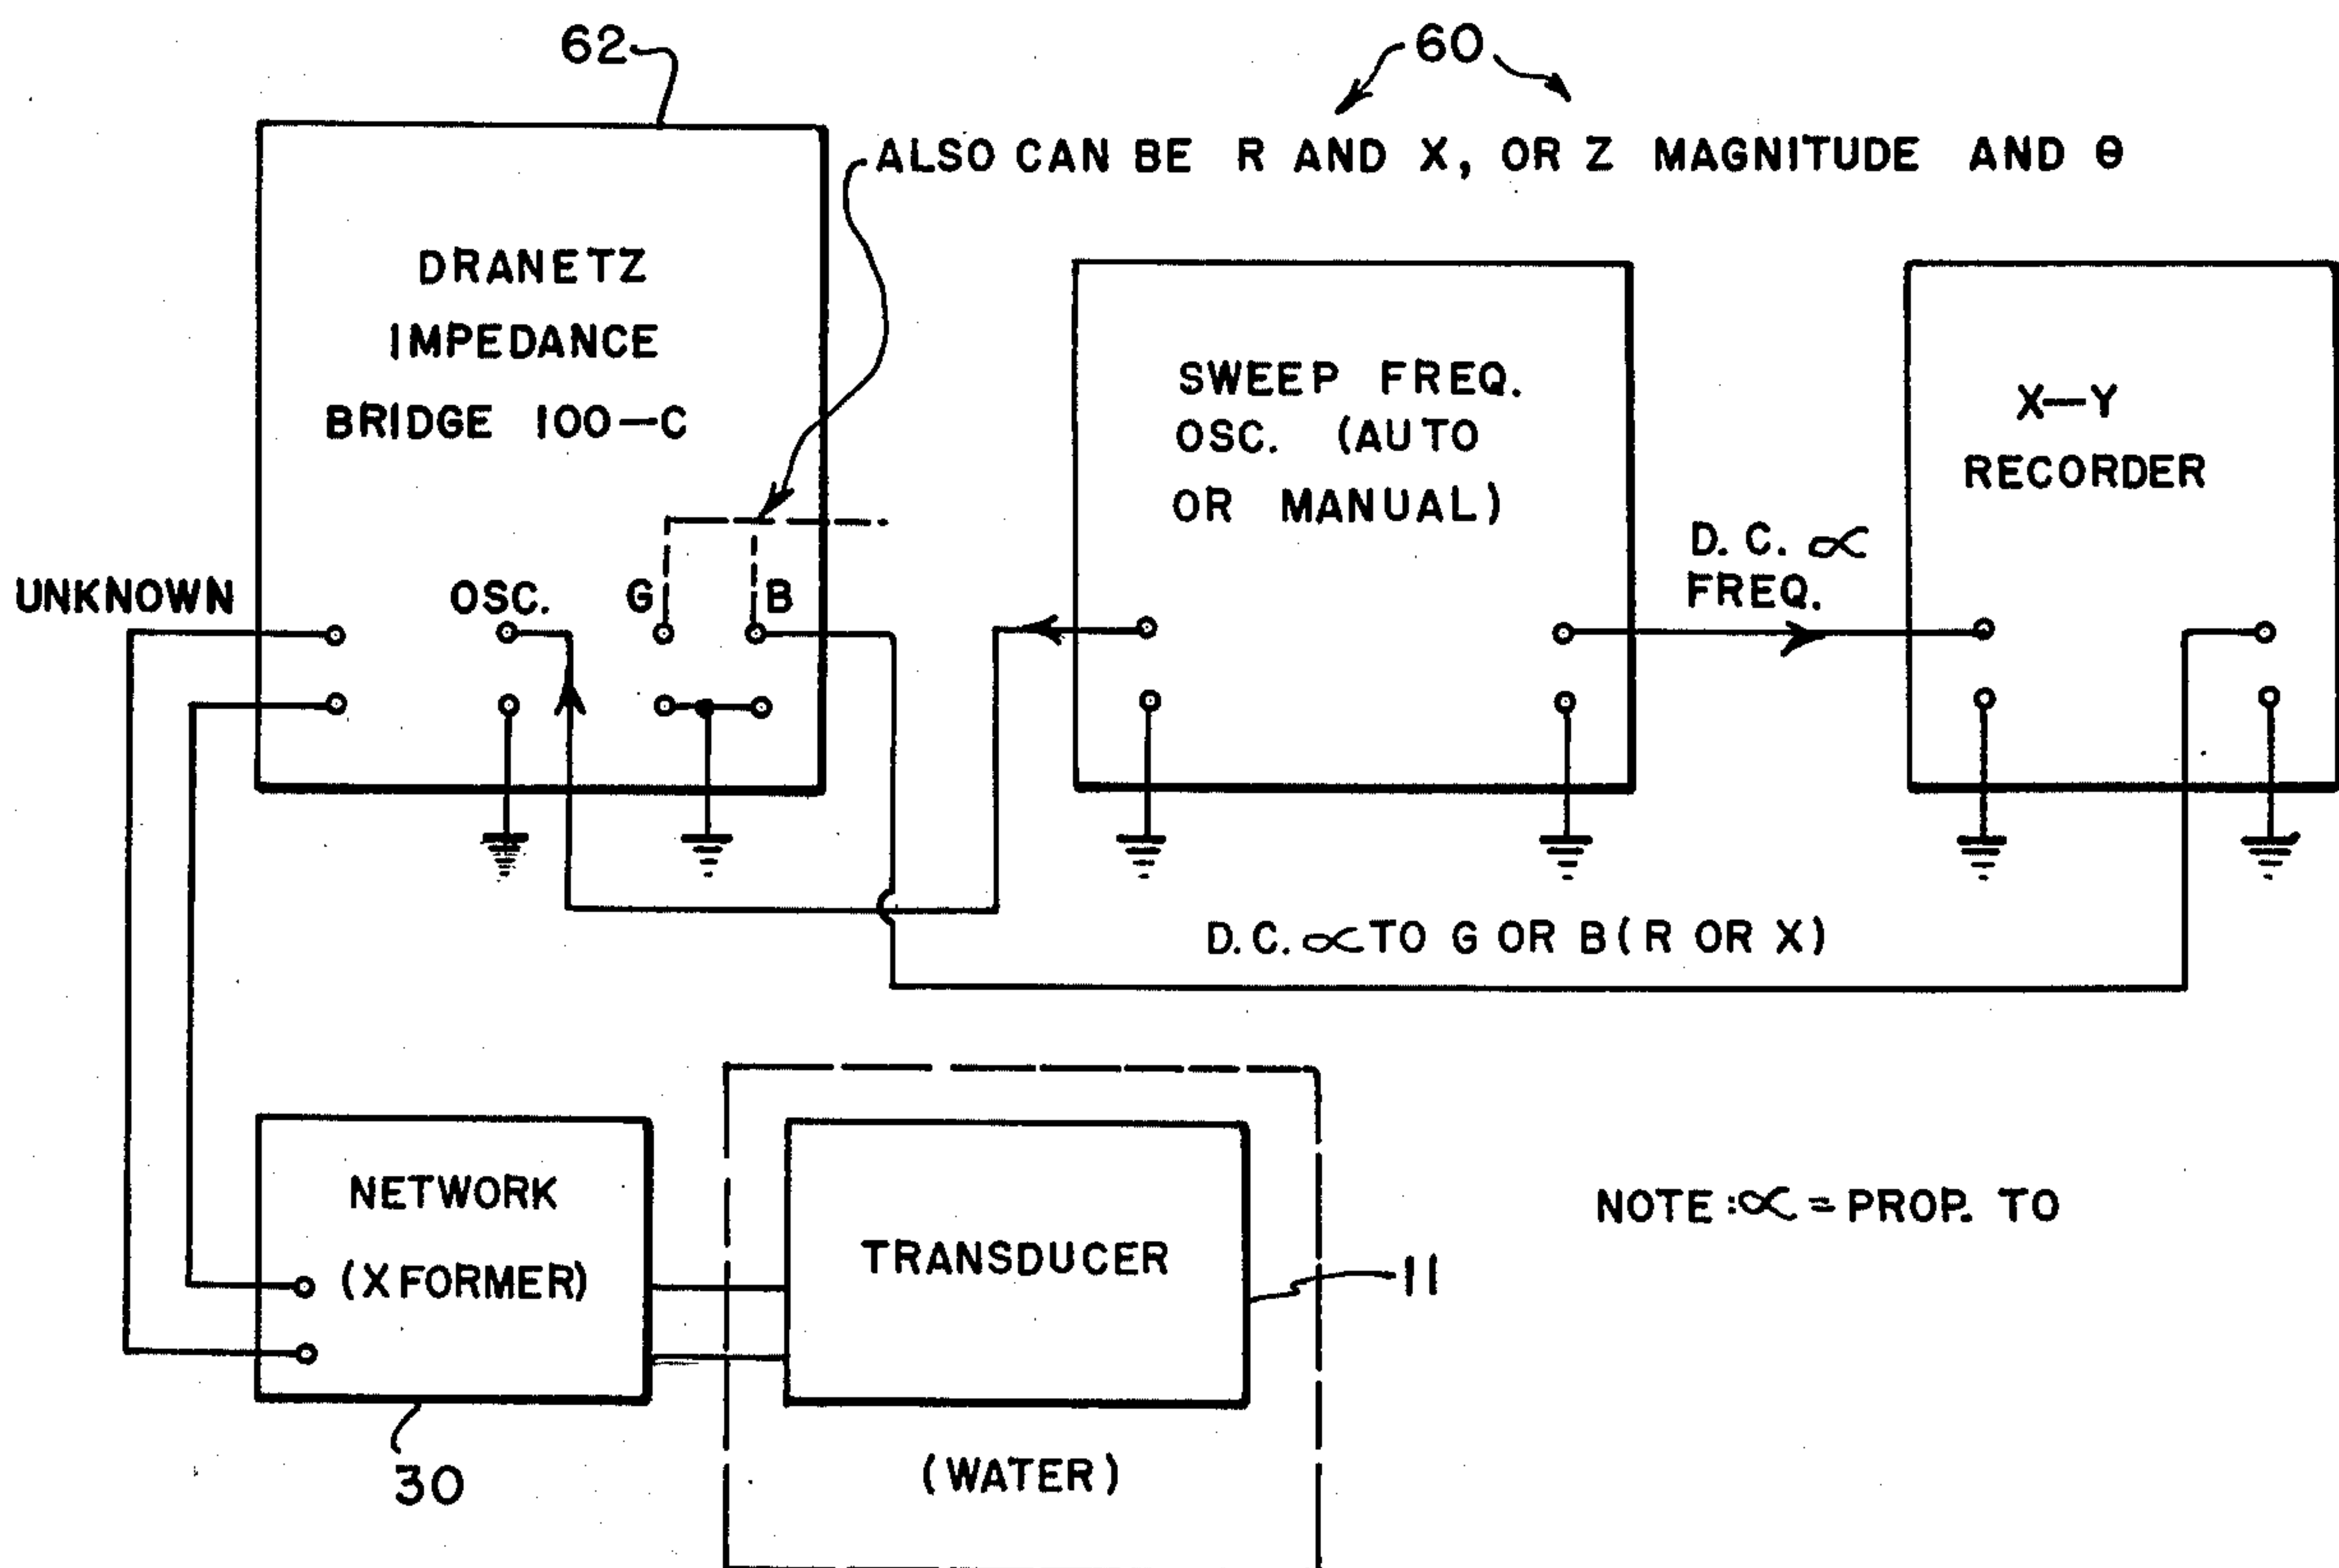 62
60
ALSO CAN BE R AND X, OR Z MAGNITUDE AND θ
DRANETZ
IMPEDANCE
BRIDGE 100-C
SWEEP FREQ.
OSC. (AUTO
OR MANUAL)
X-Y
RECORDER
D.C. ∝
FREQ.
UNKNOWN
OSC.
G
B
D.C. ∝ TO G OR B (R OR X)
NETWORK
(XFORMER)
TRANSDUCER
11
NOTE: ∝ = PROP. TO
(WATER)
30